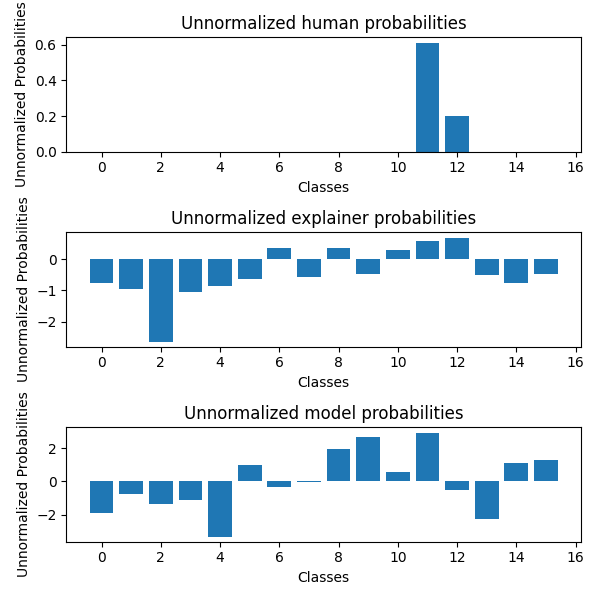 Unnormalized human probabilities
Unnormalized Probabilities
0.6
0.4
0.2
0.0
0 2 4 6 8 10 12 14 16
Classes
Unnormalized explainer probabilities
Unnormalized Probabilities
0
−1
−2
0 2 4 6 8 10 12 14 16
Classes
Unnormalized model probabilities
Unnormalized Probabilities
2
0
−2
0 2 4 6 8 10 12 14 16
Classes